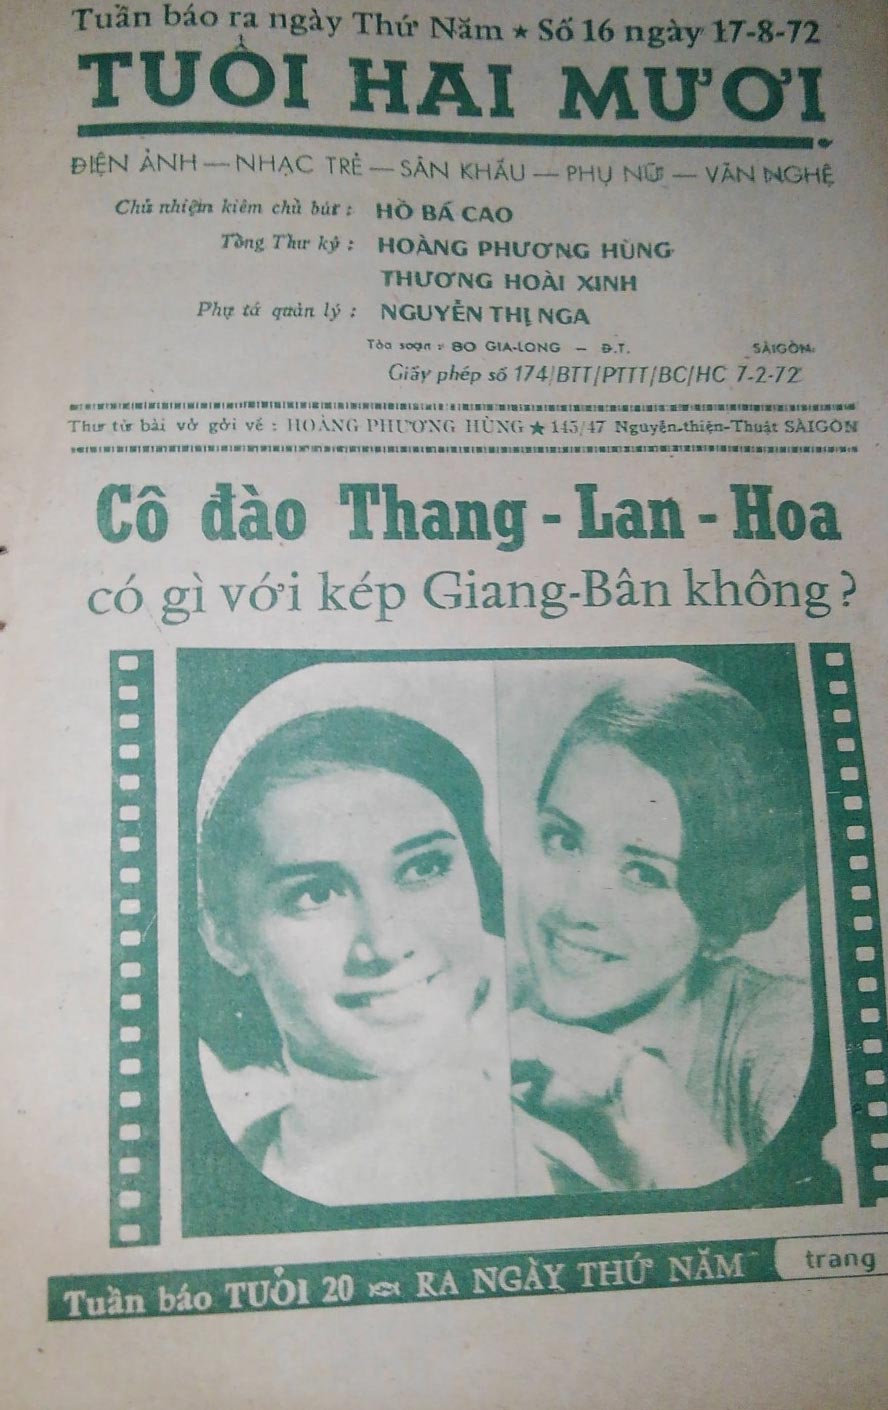 Tuần báo ra ngày Thứ Năm ★ Số 16 ngày 17-8-72
TUỔI HAI MƯƠI
ĐIỆN ẢNH — NHẠC TRẺ — SÂN KHẤU — PHỤ NỮ — VĂN NGHỆ
Chủ nhiệm kiêm chủ bút : HỒ BÁ CAO
Tổng Thư ký : HOÀNG PHƯƠNG HÙNG
THƯƠNG HOÀI XINH
Phụ tá quản lý : NGUYỄN THỊ NGA
Tòa soạn : 80 GIA-LONG — Đ.T. SÀIGÒN
Giấy phép số 174/BTT/PTTT/BC/HC 7-2-72
Thư từ bài vở gởi về : HOÀNG PHƯƠNG HÙNG ★ 145/47 Nguyễn-thiện-Thuật SÀIGÒN
Cô đào Thang - Lan - Hoa
có gì với kép Giang-Bân không ?
Tuần báo TUỔI 20 RA NGÀY THỨ NĂM trang